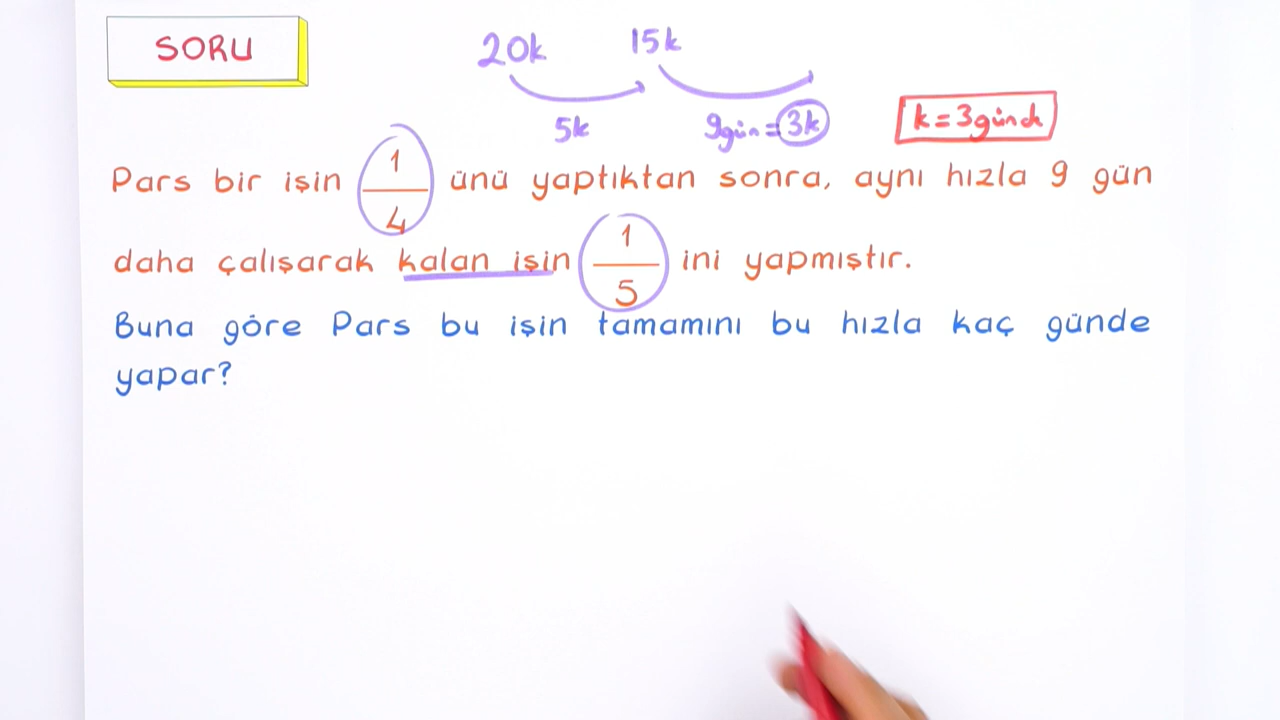 SORU
20k 15k
5k 9gün=3k k=3günde
Pars bir işin 1/4 ünü yaptıktan sonra, aynı hızla 9 gün
daha çalışarak kalan işin 1/5 ini yapmıştır.
Buna göre Pars bu işin tamamını bu hızla kaç günde
yapar?